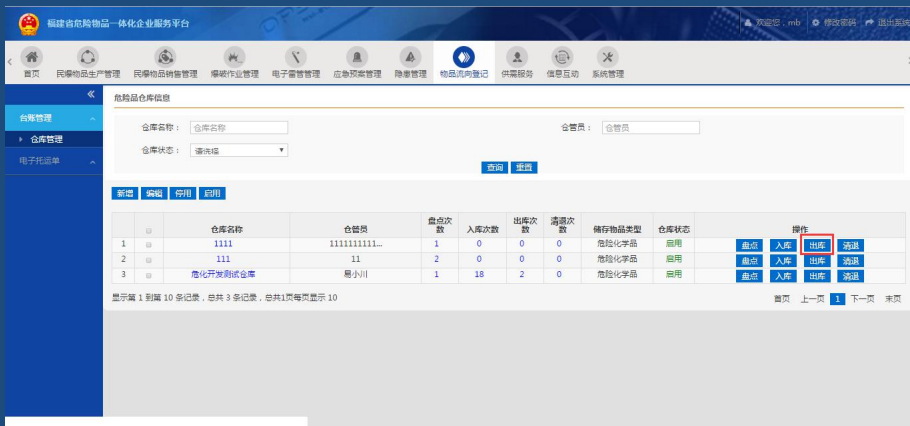 福建省危险物品一体化企业服务平台
欢迎您，mb 修改密码 退出系统
首页 民爆物品生产管理 民爆物品销售管理 爆破作业管理 电子雷管管理 应急预案管理 隐患管理 物品流向登记 供需服务 信息互动 系统管理
台账管理
仓库管理
电子托运单
危险品仓库信息
仓库名称： 仓库名称 仓管员： 仓管员
仓库状态： 请选择
查询 重置
新增 编辑 停用 启用
仓库名称 仓管员 盘点次数 入库次数 出库次数 清退次数 储存物品类型 仓库状态 操作
1 1111 1111111111... 1 0 0 0 危险化学品 启用 盘点 入库 出库 清退
2 111 11 2 0 0 0 危险化学品 启用 盘点 入库 出库 清退
3 危化开发测试仓库 易小川 1 18 2 0 危险化学品 启用 盘点 入库 出库 清退
显示第 1 到第 10 条记录，总共 3 条记录，总共1页每页显示 10
首页 上一页 1 下一页 末页